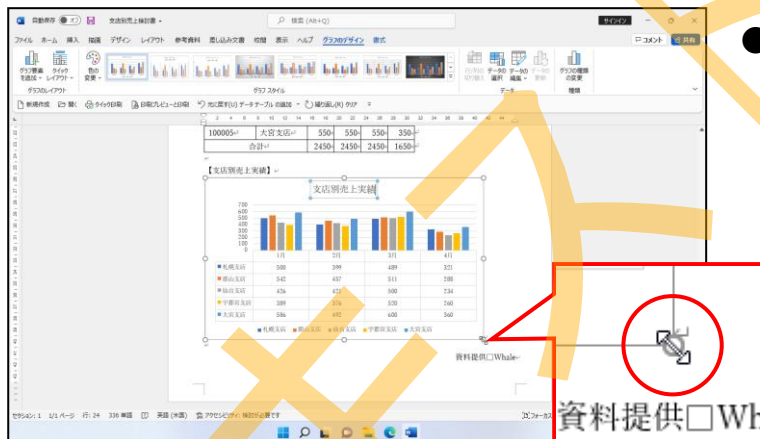 自動保存 オフ 支店別売上検討書 検索 (Alt+Q) サインイン
ファイル ホーム 挿入 描画 デザイン レイアウト 参考資料 差し込み文書 校閲 表示 ヘルプ グラフのデザイン 書式 コメント 共有
グラフ要素を追加 クイックレイアウト 色の変更 行/列の切り替え データの選択 データの編集 データの更新 グラフの種類の変更
グラフのレイアウト グラフ スタイル データ 種類
新規作成 開く クイック印刷 印刷プレビューと印刷 元に戻す(U) データ テーブル の追加 繰り返し(R) クリア
100005 大宮支店 550 550 550 350
合計 2450 2450 2450 1650
【支店別売上実績】
支店別売上実績
700
600
500
400
300
200
100
0
1月 2月 3月 4月
札幌支店 500 399 489 321
郡山支店 542 457 511 288
仙台支店 426 421 500 234
宇都宮支店 389 376 520 260
大宮支店 586 492 600 360
札幌支店 郡山支店 仙台支店 宇都宮支店 大宮支店
資料提供□Whale
資料提供□Wh
セクション: 1 1/1 ページ 行: 24 336 単語 英語 (米国) アクセシビリティ: 検討が必要です